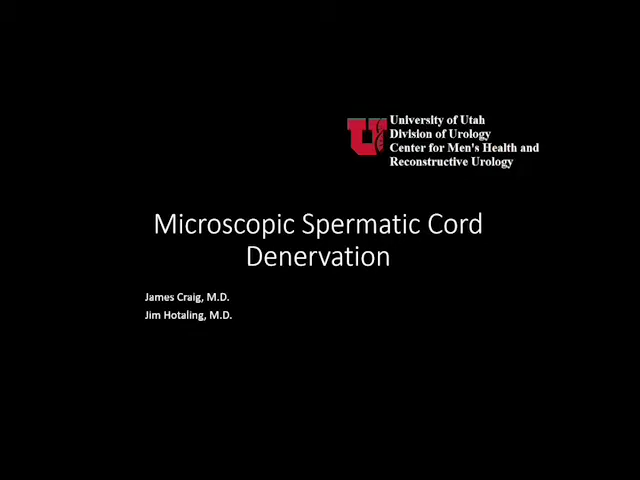 University of Utah
Division of Urology
Center for Men's Health and
Reconstructive Urology
Microscopic Spermatic Cord
Denervation
James Craig, M.D.
Jim Hotaling, M.D.